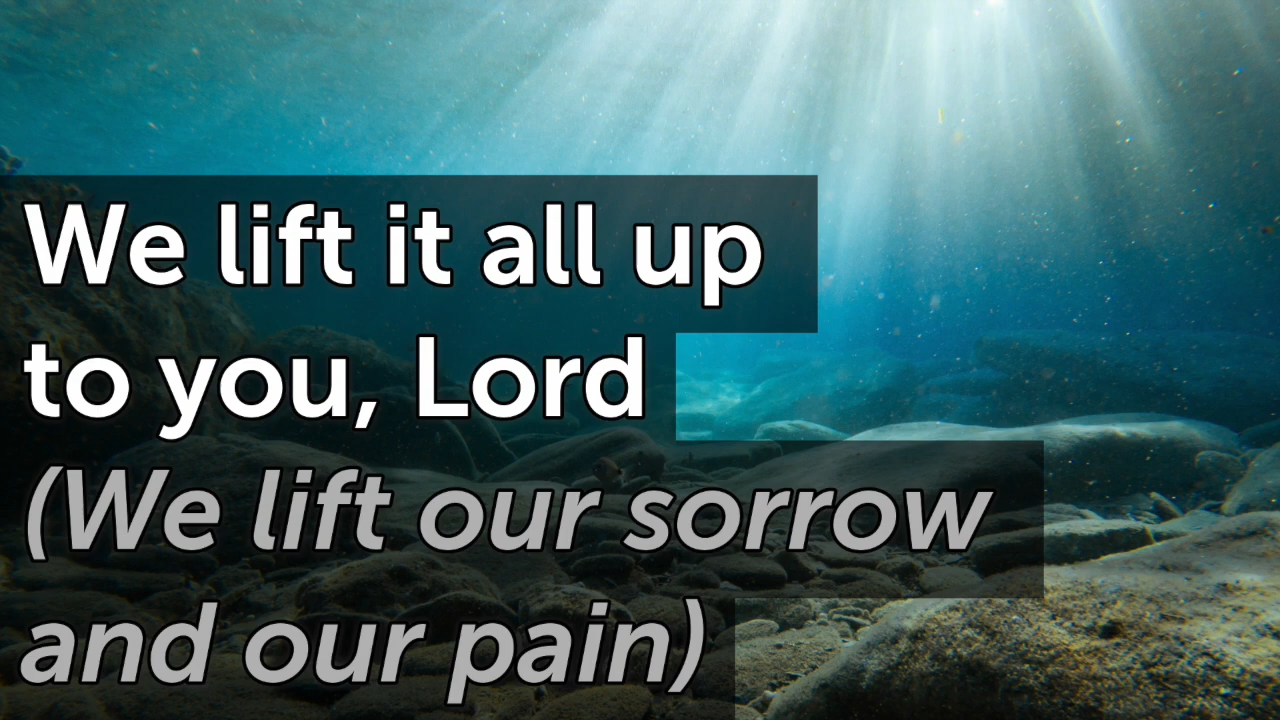 We lift it all up
to you, Lord
(We lift our sorrow
and our pain)